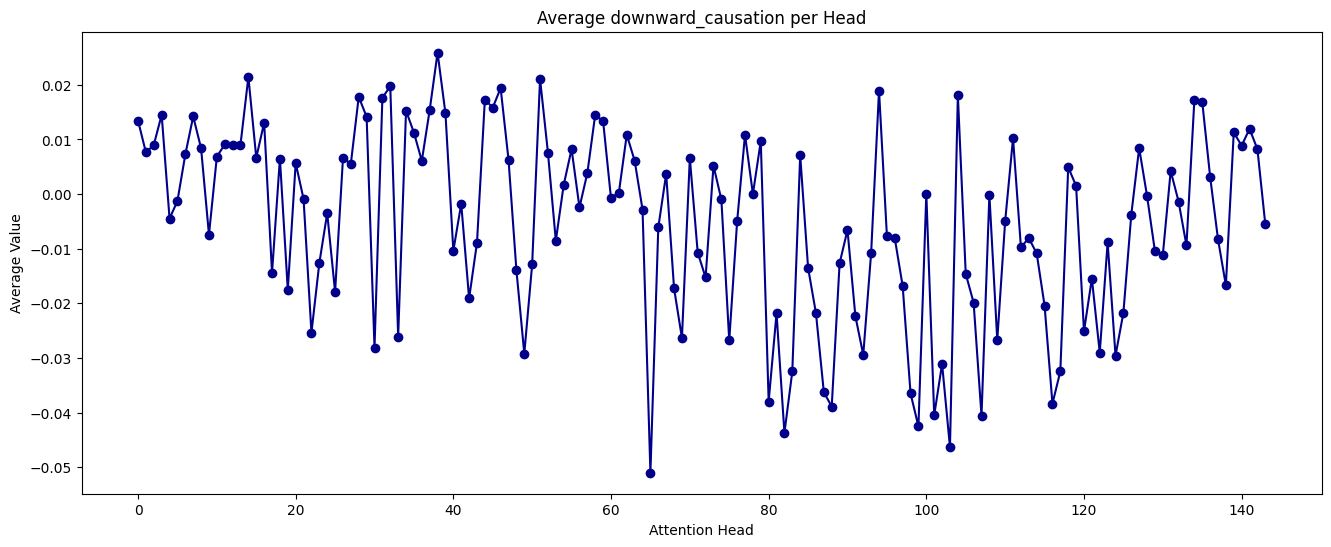 Average downward_causation per Head
Average Value
0.02
0.01
0.00
−0.01
−0.02
−0.03
−0.04
−0.05
0 20 40 60 80 100 120 140
Attention Head